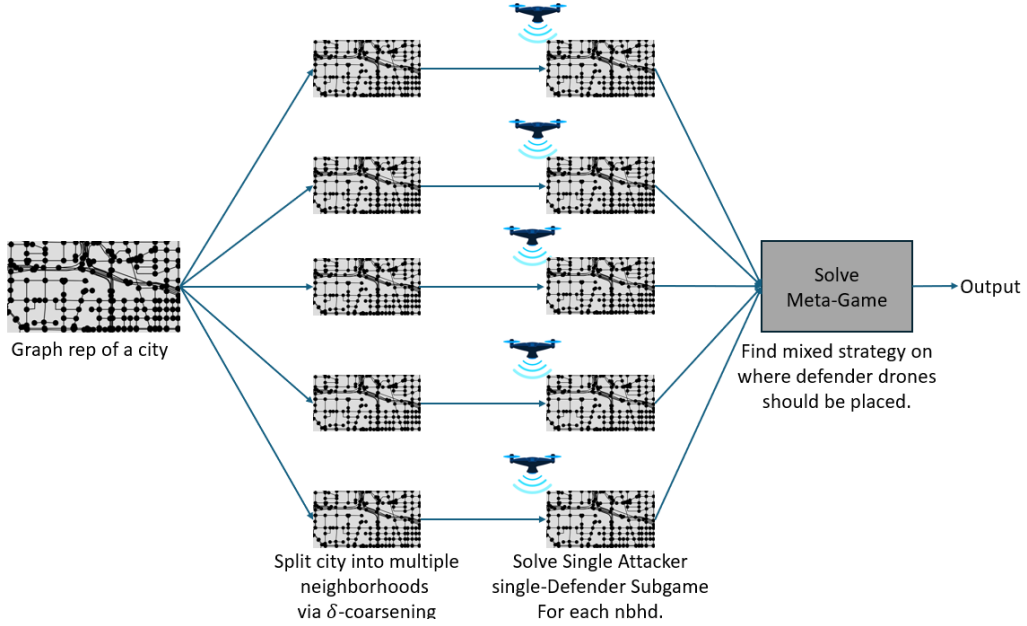 Graph rep of a city
Split city into multiple
neighborhoods
via δ-coarsening
Solve Single Attacker
single-Defender Subgame
For each nbhd.
Solve
Meta-Game
Find mixed strategy on
where defender drones
should be placed.
Output